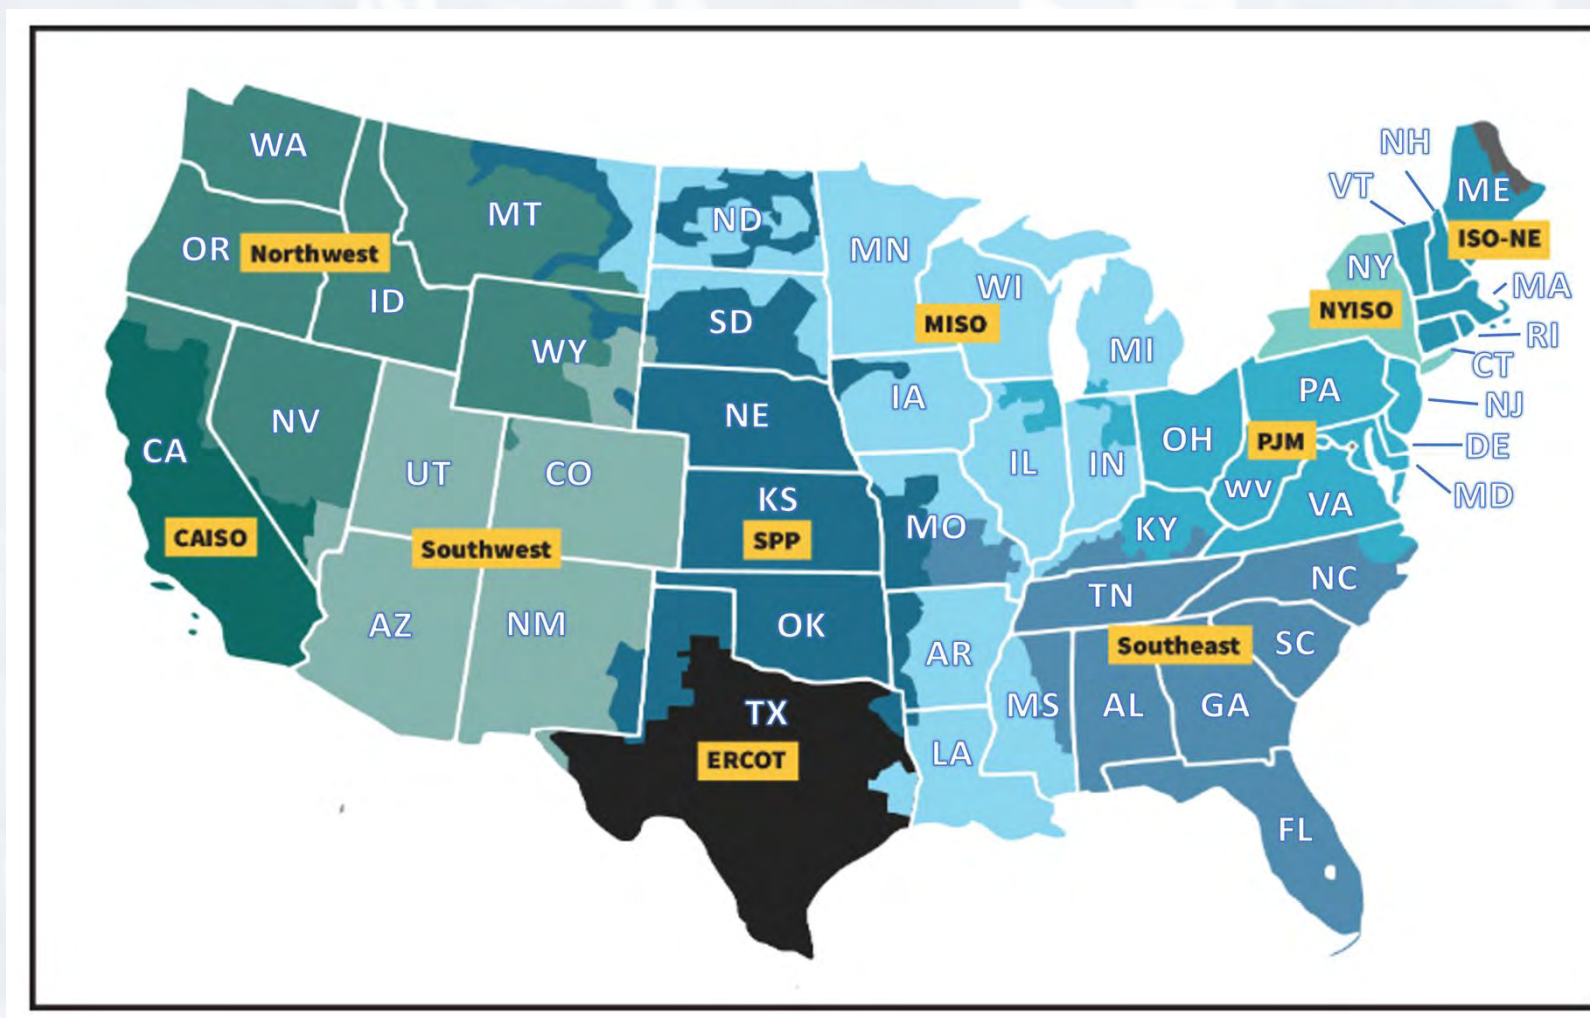 NH
VT
WA
ME
MT
ND
OR
Northwest
MN
ISO-NE
NY
ID
WI
MA
SD
MISO
NYISO
WY
MI
RI
CT
IA
PA
NJ
NV
NE
OH
PJM
DE
CA
UT
CO
IL
IN
WV
MD
KS
VA
MO
KY
CAISO
Southwest
SPP
NC
TN
AZ
NM
OK
AR
Southeast
SC
TX
MS
AL
GA
LA
ERCOT
FL